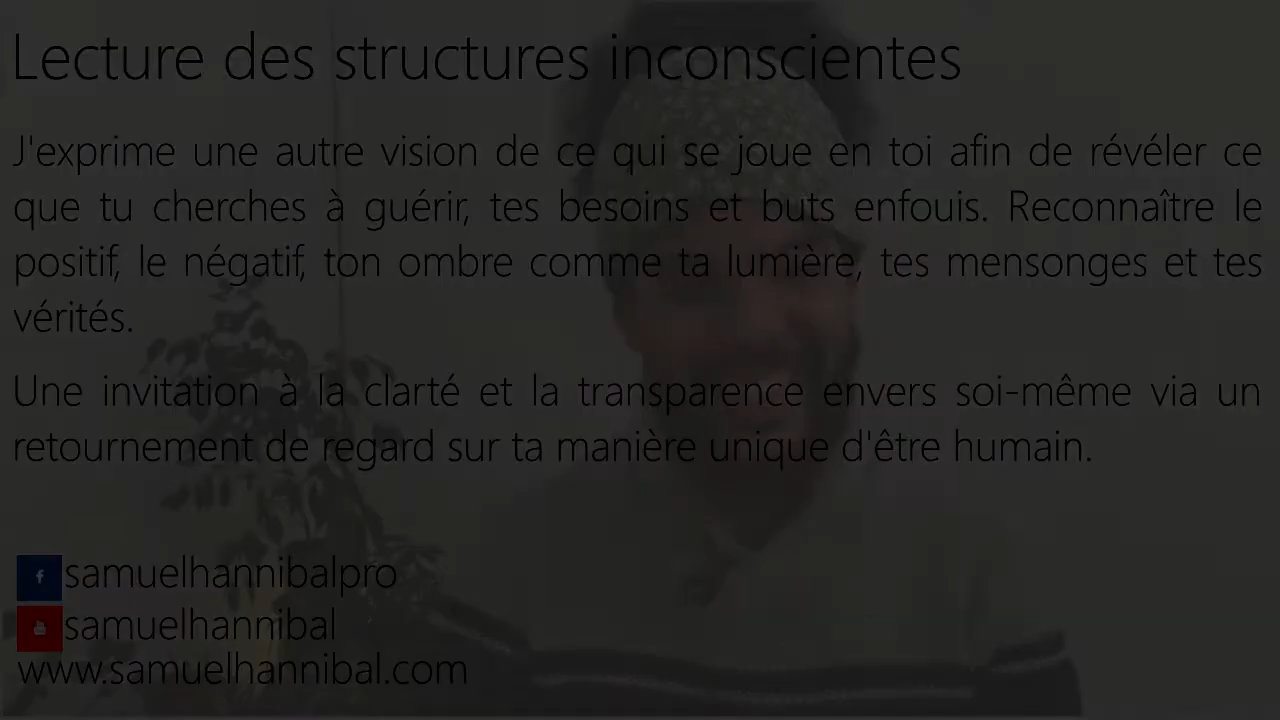 Lecture des structures inconscientes
J'exprime une autre vision de ce qui se joue en toi afin de révéler ce
que tu cherches à guérir, tes besoins et buts enfouis. Reconnaître le
positif, le négatif, ton ombre comme ta lumière, tes mensonges et tes
vérités.
Une invitation à la clarté et la transparence envers soi-même via un
retournement de regard sur ta manière unique d'être humain.
f samuelhannibalpro
samuelhannibal
www.samuelhannibal.com